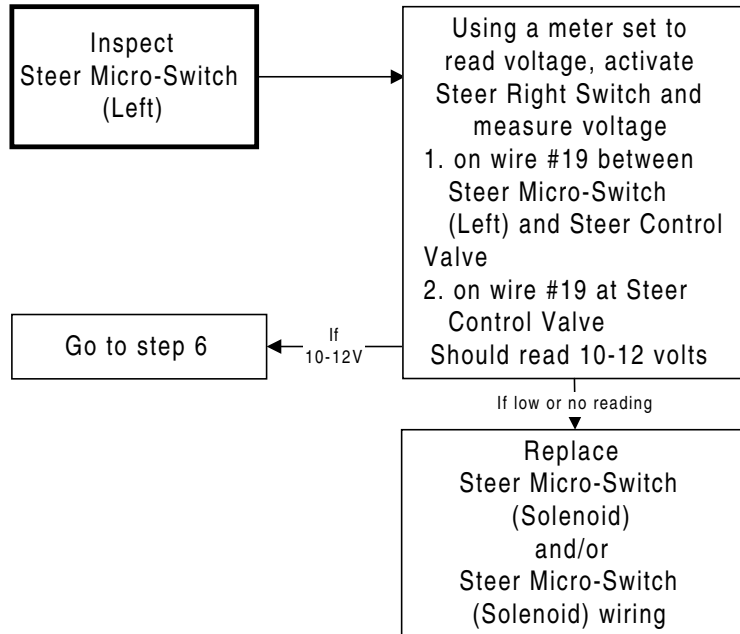 Inspect
Steer Micro-Switch
(Left)
Using a meter set to
read voltage, activate
Steer Right Switch and
measure voltage
1. on wire #19 between
Steer Micro-Switch
(Left) and Steer Control
Valve
2. on wire #19 at Steer
Control Valve
Should read 10-12 volts
If
10-12V
Go to step 6
If low or no reading
Replace
Steer Micro-Switch
(Solenoid)
and/or
Steer Micro-Switch
(Solenoid) wiring